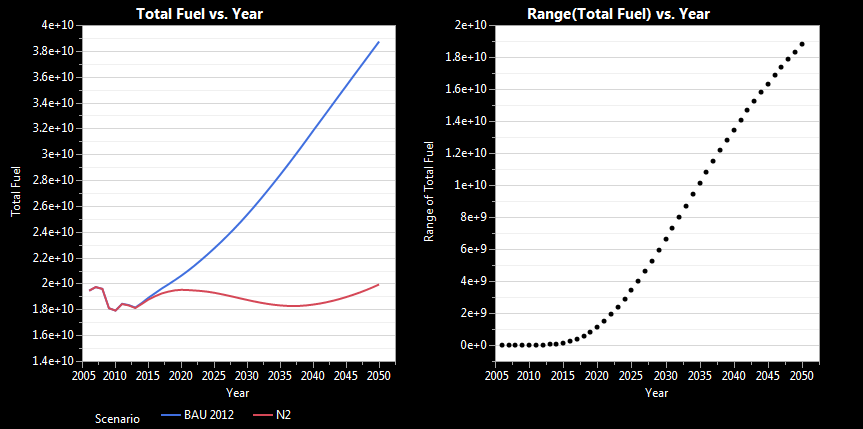 Total Fuel vs. Year
4e+10
3.8e+10
3.6e+10
3.4e+10
3.2e+10
3e+10
2.8e+10
2.6e+10
2.4e+10
2.2e+10
2e+10
1.8e+10
1.6e+10
1.4e+10
Total Fuel
2005 2010 2015 2020 2025 2030 2035 2040 2045 2050
Year
Scenario BAU 2012 N2
Range(Total Fuel) vs. Year
2e+10
1.8e+10
1.6e+10
1.4e+10
1.2e+10
1e+10
8e+9
6e+9
4e+9
2e+9
0e+0
Range of Total Fuel
2005 2010 2015 2020 2025 2030 2035 2040 2045 2050
Year